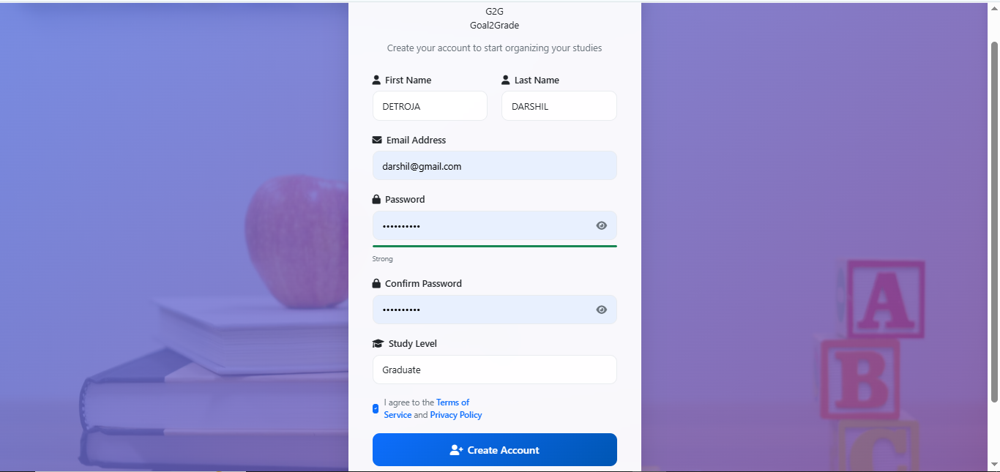 G2G
Goal2Grade
Create your account to start organizing your studies
First Name
Last Name
DETROJA
DARSHIL
Email Address
darshil@gmail.com
Password
••••••••••
Strong
Confirm Password
••••••••••
Study Level
Graduate
I agree to the Terms of
Service and Privacy Policy
Create Account
A
B
C